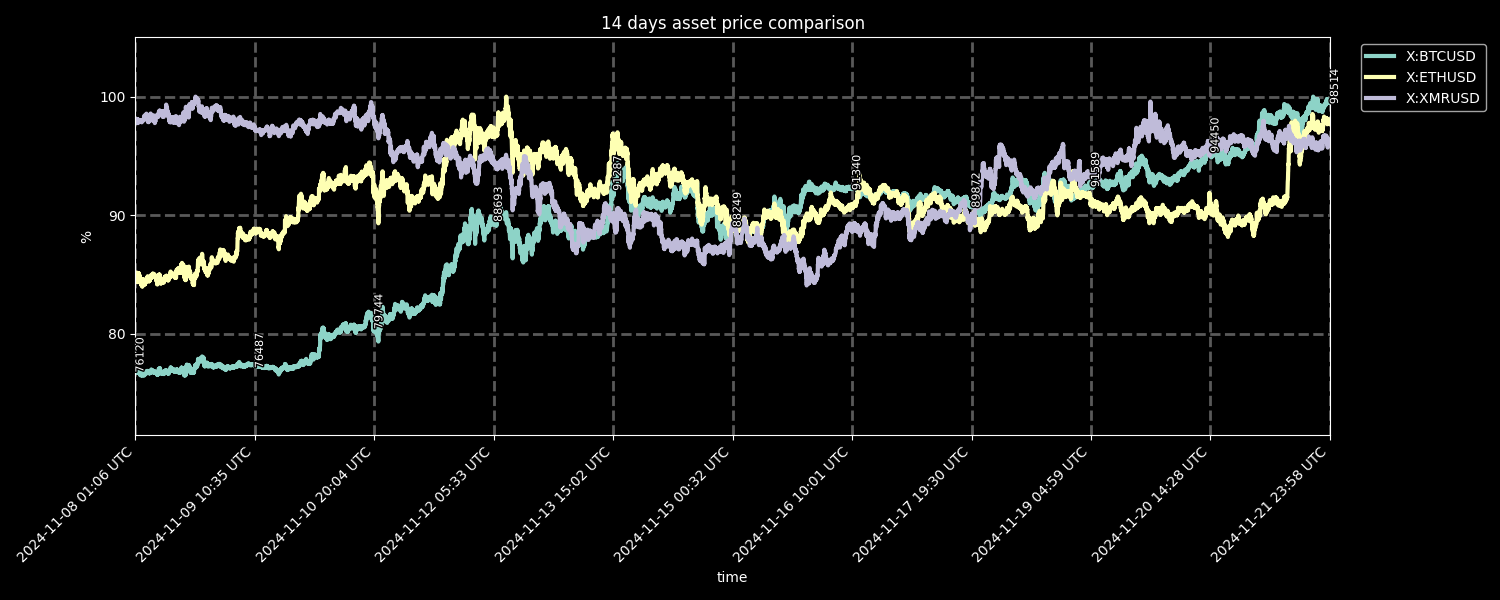 14 days asset price comparison
X:BTCUSD
X:ETHUSD
X:XMRUSD
100
90
80
%
76120
76487
79744
88693
91287
88249
91340
89872
91589
94450
98514
2024-11-08 01:06 UTC
2024-11-09 10:35 UTC
2024-11-10 20:04 UTC
2024-11-12 05:33 UTC
2024-11-13 15:02 UTC
2024-11-15 00:32 UTC
2024-11-16 10:01 UTC
2024-11-17 19:30 UTC
2024-11-19 04:59 UTC
2024-11-20 14:28 UTC
2024-11-21 23:58 UTC
time